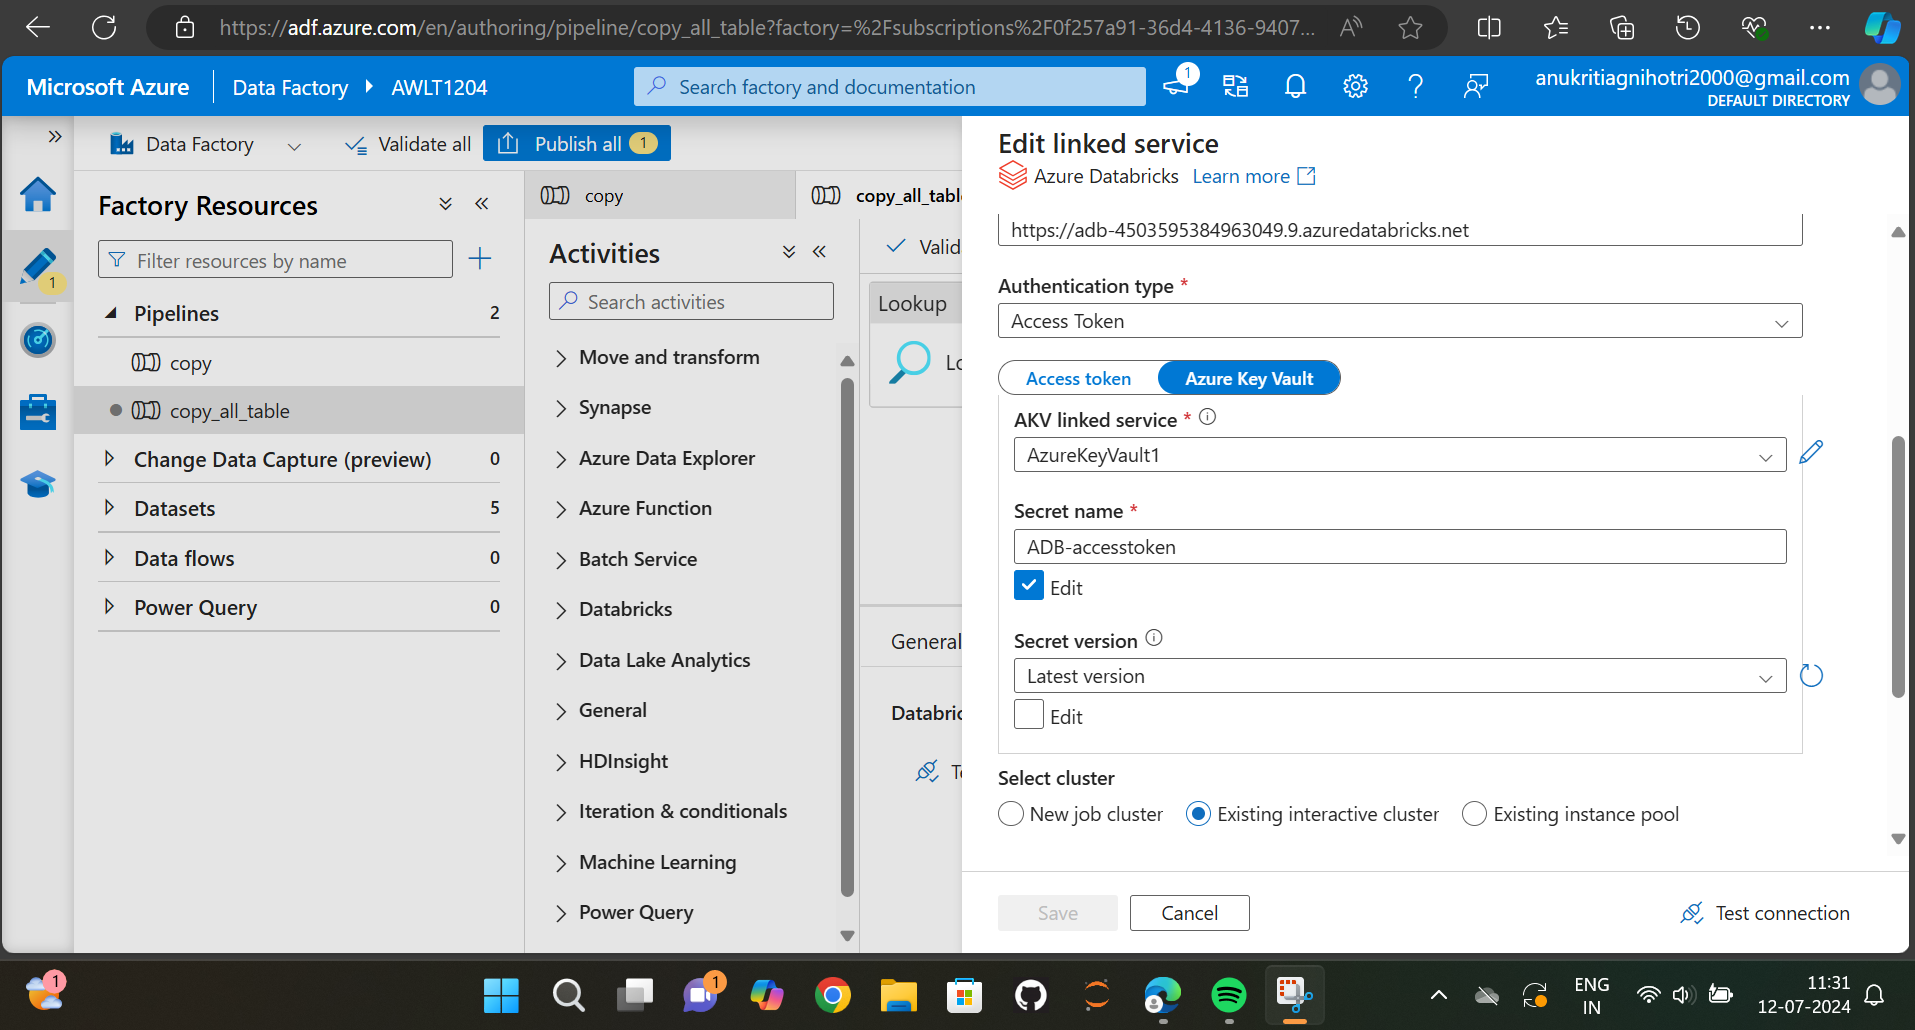 https://adf.azure.com/en/authoring/pipeline/copy_all_table?factory=%2Fsubscriptions%2F0f257a91-36d4-4136-9407...
Microsoft Azure
Data Factory
AWLT1204
Search factory and documentation
1
anukritiagnihotri2000@gmail.com
DEFAULT DIRECTORY
Data Factory
Validate all
Publish all 1
Factory Resources
Filter resources by name
1
Pipelines 2
copy
copy_all_table
Change Data Capture (preview) 0
Datasets 5
Data flows 0
Power Query 0
copy
copy_all_tabl
Activities
Search activities
Move and transform
Synapse
Azure Data Explorer
Azure Function
Batch Service
Databricks
Data Lake Analytics
General
HDInsight
Iteration & conditionals
Machine Learning
Power Query
Valid
Lookup
Lo
General
Databric
Te
Edit linked service
Azure Databricks Learn more
https://adb-4503595384963049.9.azuredatabricks.net
Authentication type *
Access Token
Access token
Azure Key Vault
AKV linked service *
AzureKeyVault1
Secret name *
ADB-accesstoken
Edit
Secret version
Latest version
Edit
Select cluster
New job cluster
Existing interactive cluster
Existing instance pool
Save
Cancel
Test connection
1
1
ENG
IN
11:31
12-07-2024